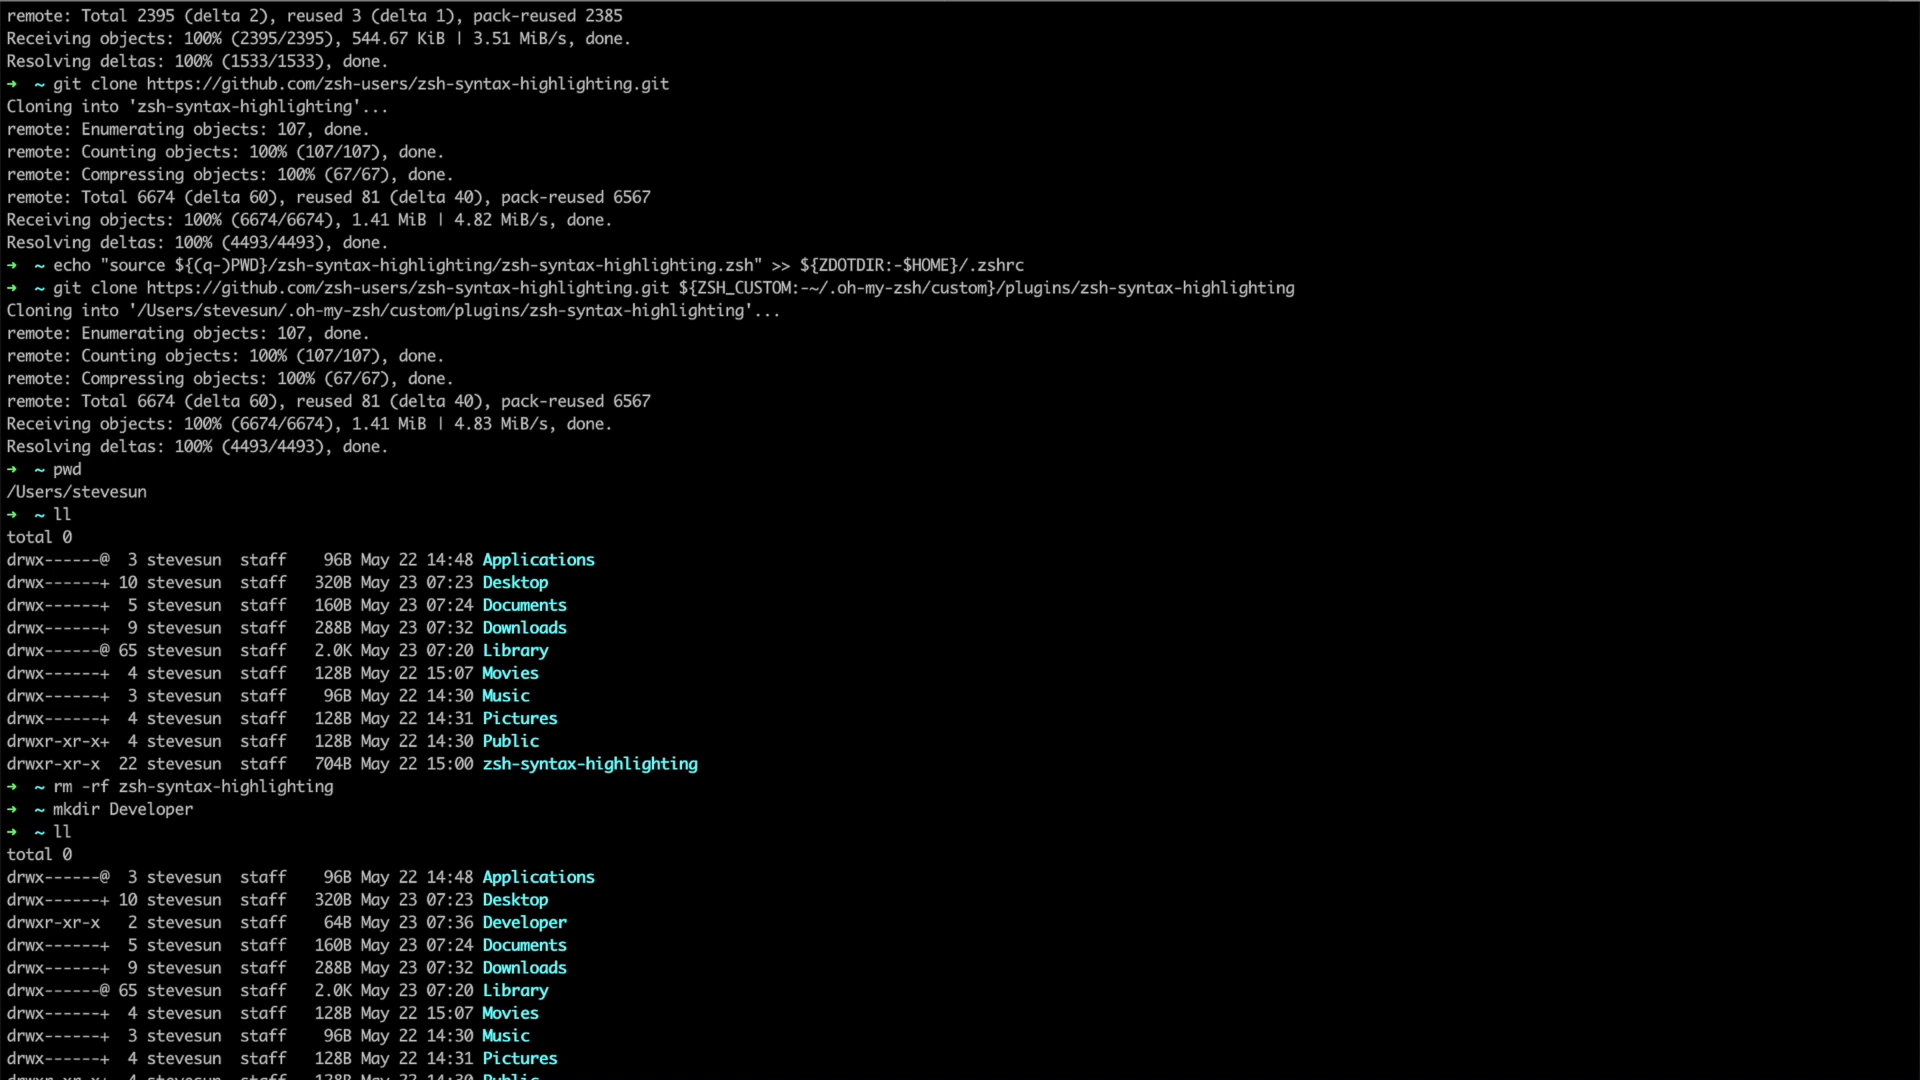 remote: Total 2395 (delta 2), reused 3 (delta 1), pack-reused 2385
Receiving objects: 100% (2395/2395), 544.67 KiB | 3.51 MiB/s, done.
Resolving deltas: 100% (1533/1533), done.
➜  ~ git clone https://github.com/zsh-users/zsh-syntax-highlighting.git
Cloning into 'zsh-syntax-highlighting'...
remote: Enumerating objects: 107, done.
remote: Counting objects: 100% (107/107), done.
remote: Compressing objects: 100% (67/67), done.
remote: Total 6674 (delta 60), reused 81 (delta 40), pack-reused 6567
Receiving objects: 100% (6674/6674), 1.41 MiB | 4.82 MiB/s, done.
Resolving deltas: 100% (4493/4493), done.
➜  ~ echo "source ${(q-)PWD}/zsh-syntax-highlighting/zsh-syntax-highlighting.zsh" >> ${ZDOTDIR:-$HOME}/.zshrc
➜  ~ git clone https://github.com/zsh-users/zsh-syntax-highlighting.git ${ZSH_CUSTOM:-~/.oh-my-zsh/custom}/plugins/zsh-syntax-highlighting
Cloning into '/Users/stevesun/.oh-my-zsh/custom/plugins/zsh-syntax-highlighting'...
remote: Enumerating objects: 107, done.
remote: Counting objects: 100% (107/107), done.
remote: Compressing objects: 100% (67/67), done.
remote: Total 6674 (delta 60), reused 81 (delta 40), pack-reused 6567
Receiving objects: 100% (6674/6674), 1.41 MiB | 4.83 MiB/s, done.
Resolving deltas: 100% (4493/4493), done.
➜  ~ pwd
/Users/stevesun
➜  ~ ll
total 0
drwx------@  3 stevesun  staff    96B May 22 14:48 Applications
drwx------+ 10 stevesun  staff   320B May 23 07:23 Desktop
drwx------+  5 stevesun  staff   160B May 23 07:24 Documents
drwx------+  9 stevesun  staff   288B May 23 07:32 Downloads
drwx------@ 65 stevesun  staff   2.0K May 23 07:20 Library
drwx------+  4 stevesun  staff   128B May 22 15:07 Movies
drwx------+  3 stevesun  staff    96B May 22 14:30 Music
drwx------+  4 stevesun  staff   128B May 22 14:31 Pictures
drwxr-xr-x+  4 stevesun  staff   128B May 22 14:30 Public
drwxr-xr-x  22 stevesun  staff   704B May 22 15:00 zsh-syntax-highlighting
➜  ~ rm -rf zsh-syntax-highlighting
➜  ~ mkdir Developer
➜  ~ ll
total 0
drwx------@  3 stevesun  staff    96B May 22 14:48 Applications
drwx------+ 10 stevesun  staff   320B May 23 07:23 Desktop
drwxr-xr-x   2 stevesun  staff    64B May 23 07:36 Developer
drwx------+  5 stevesun  staff   160B May 23 07:24 Documents
drwx------+  9 stevesun  staff   288B May 23 07:32 Downloads
drwx------@ 65 stevesun  staff   2.0K May 23 07:20 Library
drwx------+  4 stevesun  staff   128B May 22 15:07 Movies
drwx------+  3 stevesun  staff    96B May 22 14:30 Music
drwx------+  4 stevesun  staff   128B May 22 14:31 Pictures
drwxr-xr-x+  4 stevesun  staff   128B May 22 14:30 Public